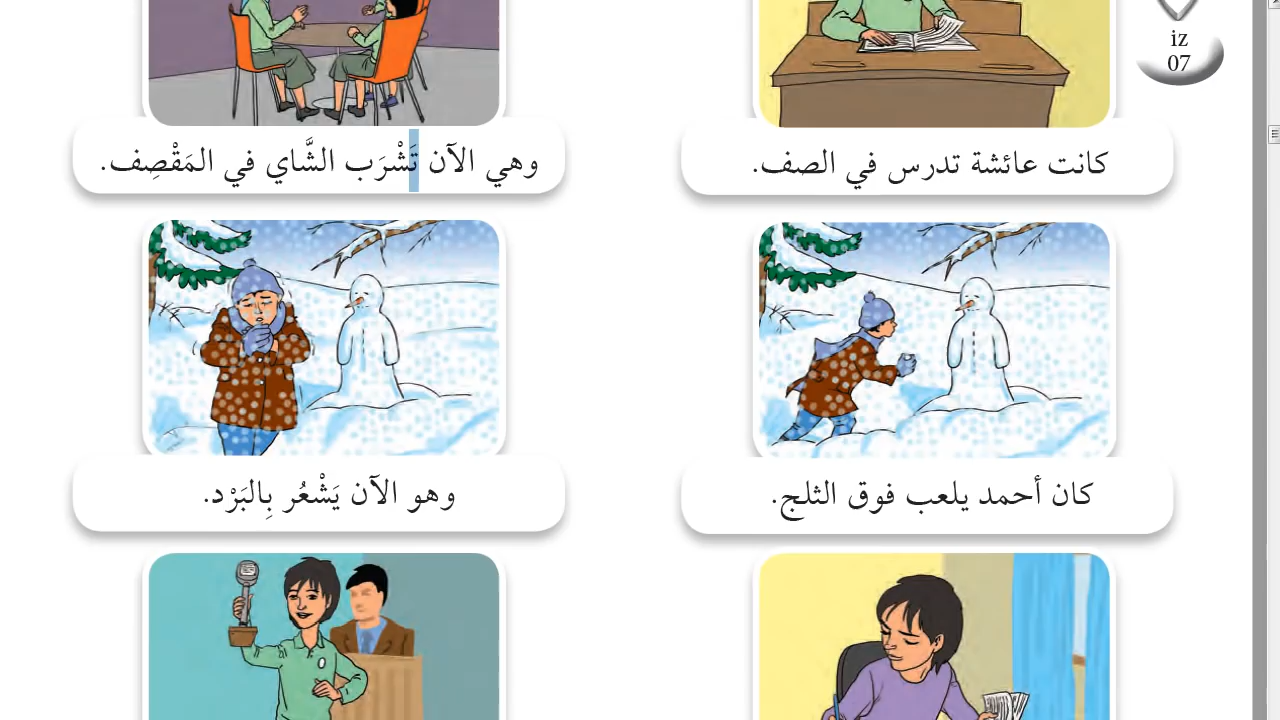 iz
07
كانت عائشة تدرس في الصف.
وهي الآن تَشْرَب الشَّاي في المَقْصِف.
كان أحمد يلعب فوق الثلج.
وهو الآن يَشْعُر بِالبَرْد.